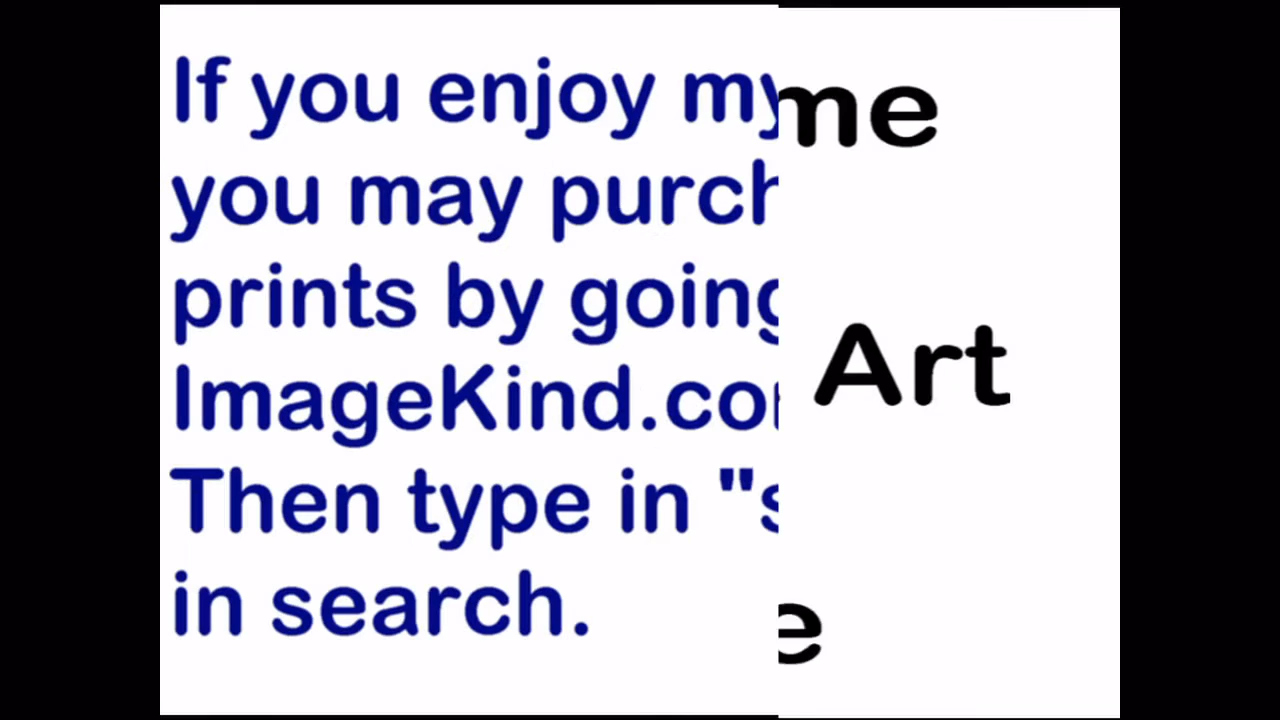 If you enjoy my
you may purch
prints by going
ImageKind.co
Then type in "s
in search.
me
Art
e